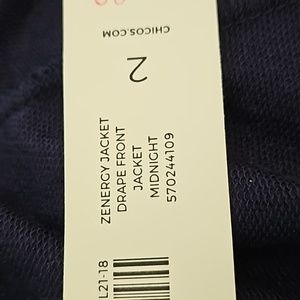 CHICOS.COM
2
ZENERGY JACKET
DRAPE FRONT
JACKET
MIDNIGHT
570244109
L21-18